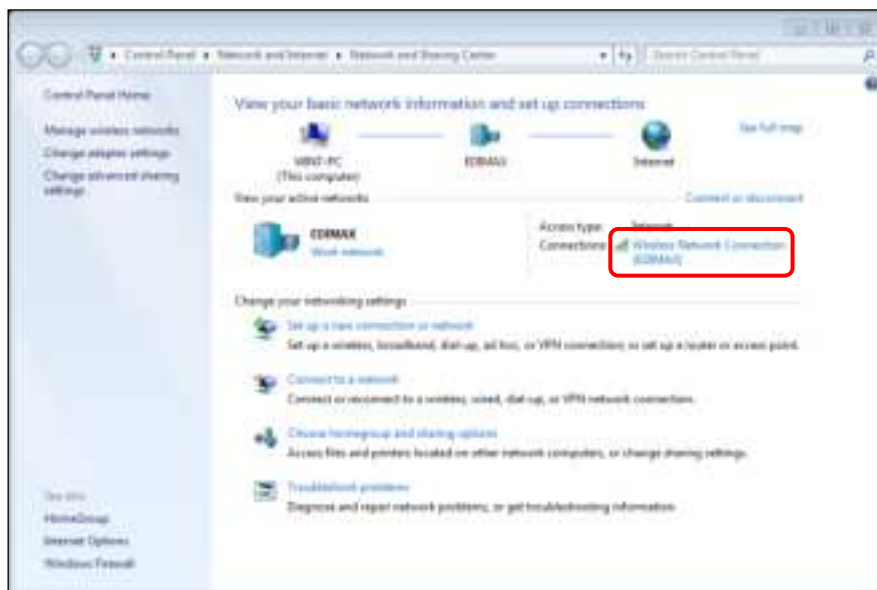 Control Panel ▸ Network and Internet ▸ Network and Sharing Center
Search Control Panel
Control Panel Home
Manage wireless networks
Change adapter settings
Change advanced sharing
settings
View your basic network information and set up connections
See full map
(This computer)
EDIMAX
Internet
View your active networks
Connect or disconnect
EDIMAX
Work network
Access type: Internet
Connections: Wireless Network Connection
(EDIMAX)
Change your networking settings
Set up a new connection or network
Set up a wireless, broadband, dial-up, ad hoc, or VPN connection; or set up a router or access point.
Connect to a network
Connect or reconnect to a wireless, wired, dial-up, or VPN network connection.
Choose homegroup and sharing options
Access files and printers located on other network computers, or change sharing settings.
Troubleshoot problems
Diagnose and repair network problems, or get troubleshooting information.
See also
HomeGroup
Internet Options
Windows Firewall